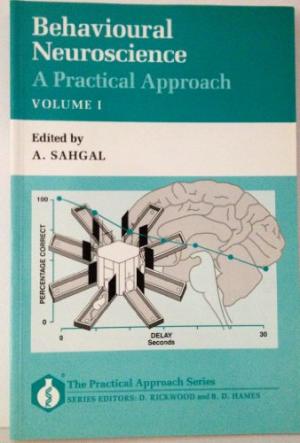 Behavioural
Neuroscience
A Practical Approach
VOLUME I
Edited by
A. SAHGAL
100
PERCENTAGE CORRECT
0
0
30
DELAY
Seconds
The Practical Approach Series
SERIES EDITORS: D. RICKWOOD and B. D. HAMES